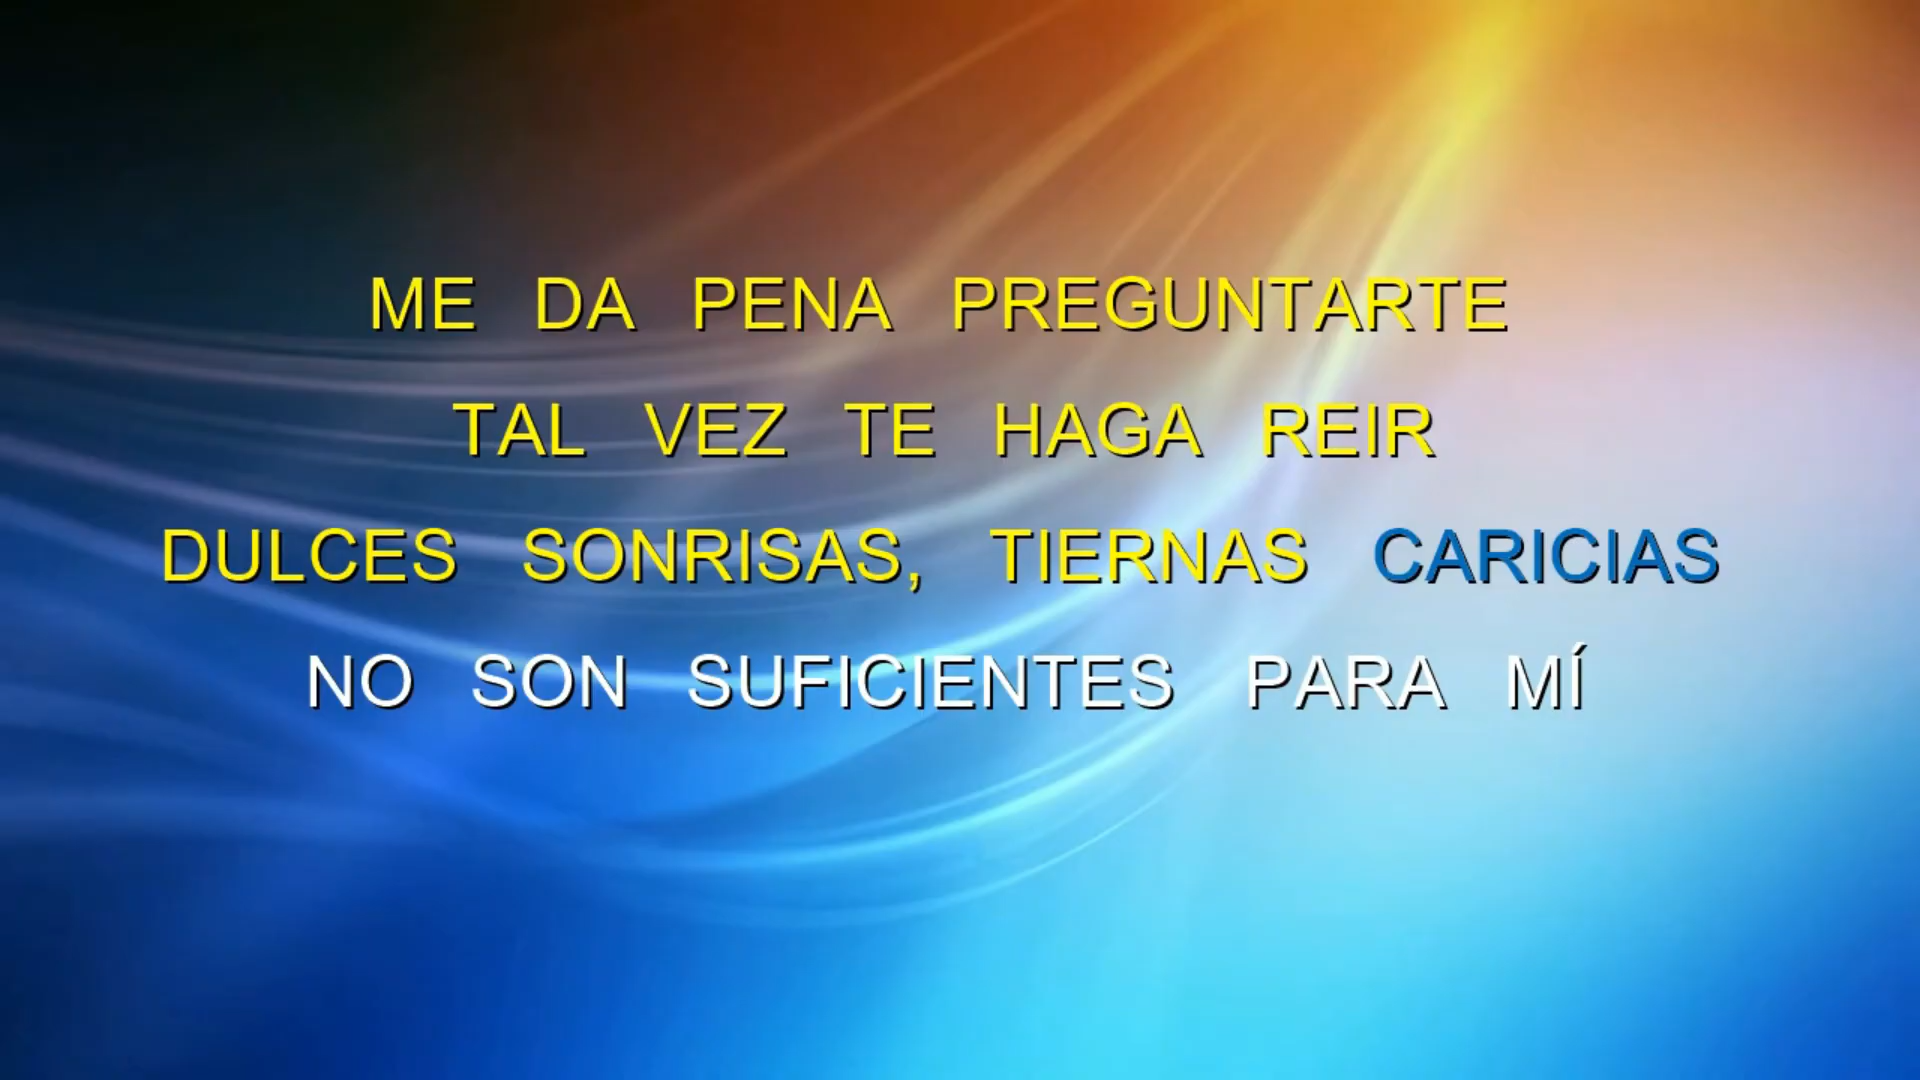 ME DA PENA PREGUNTARTE
TAL VEZ TE HAGA REIR
DULCES SONRISAS, TIERNAS CARICIAS
NO SON SUFICIENTES PARA MÍ